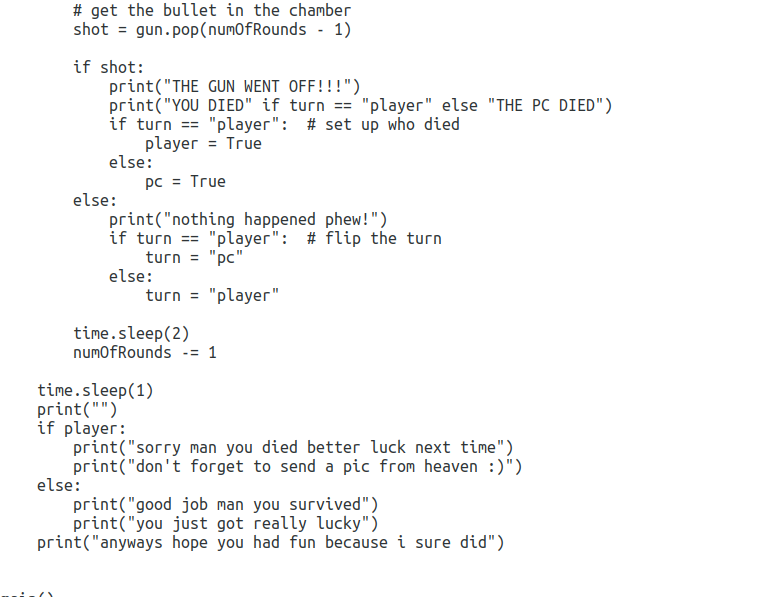 # get the bullet in the chamber
shot = gun.pop(numOfRounds - 1)
if shot:
print("THE GUN WENT OFF!!!")
print("YOU DIED" if turn == "player" else "THE PC DIED")
if turn == "player":  # set up who died
player = True
else:
pc = True
else:
print("nothing happened phew!")
if turn == "player":  # flip the turn
turn = "pc"
else:
turn = "player"
time.sleep(2)
numOfRounds -= 1
time.sleep(1)
print("")
if player:
print("sorry man you died better luck next time")
print("don't forget to send a pic from heaven :)")
else:
print("good job man you survived")
print("you just got really lucky")
print("anyways hope you had fun because i sure did")